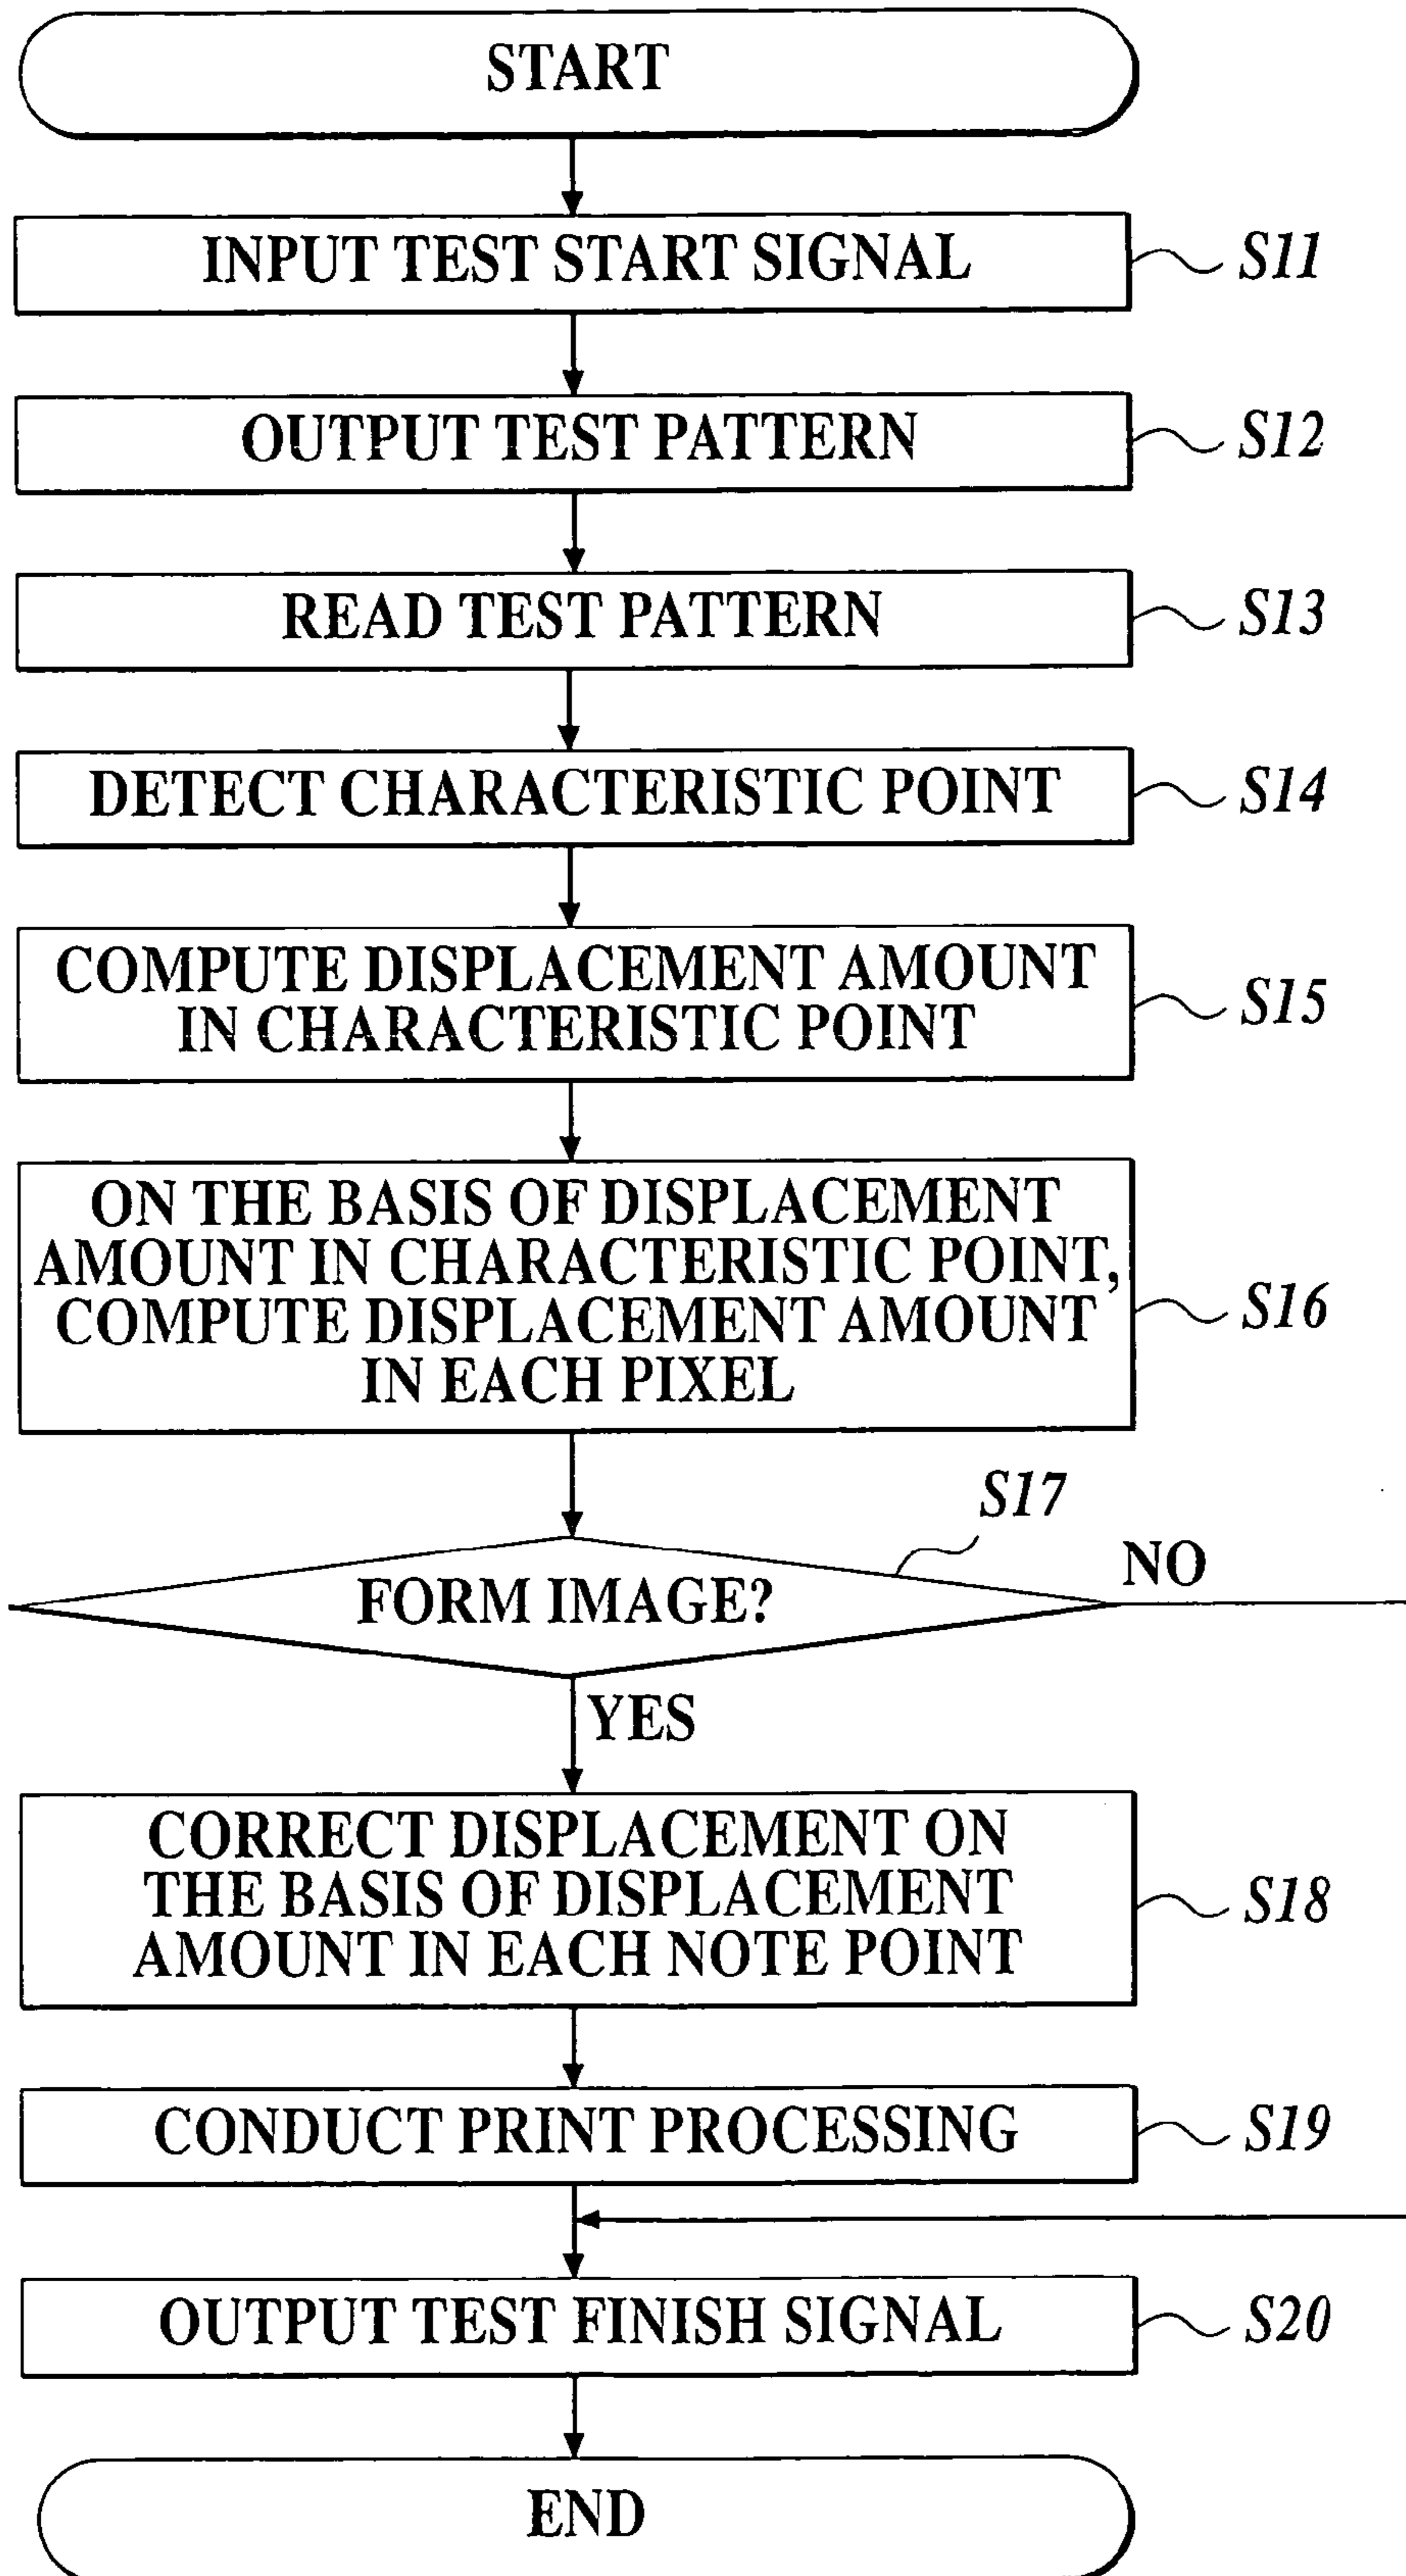 START
INPUT TEST START SIGNAL
S11
OUTPUT TEST PATTERN
S12
READ TEST PATTERN
S13
DETECT CHARACTERISTIC POINT
S14
COMPUTE DISPLACEMENT AMOUNT
IN CHARACTERISTIC POINT
S15
ON THE BASIS OF DISPLACEMENT
AMOUNT IN CHARACTERISTIC POINT,
COMPUTE DISPLACEMENT AMOUNT
IN EACH PIXEL
S16
S17
FORM IMAGE?
NO
YES
CORRECT DISPLACEMENT ON
THE BASIS OF DISPLACEMENT
AMOUNT IN EACH NOTE POINT
S18
CONDUCT PRINT PROCESSING
S19
OUTPUT TEST FINISH SIGNAL
S20
END